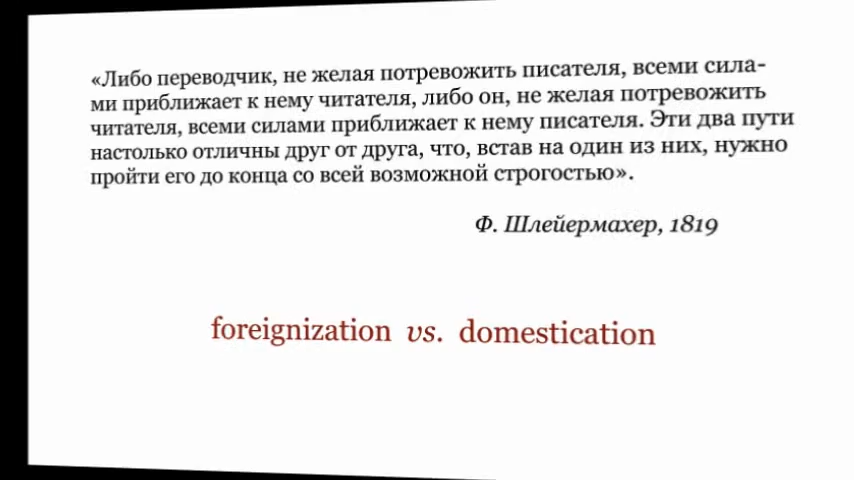 «Либо переводчик, не желая потревожить писателя, всеми сила-
ми приближает к нему читателя, либо он, не желая потревожить
читателя, всеми силами приближает к нему писателя. Эти два пути
настолько отличны друг от друга, что, встав на один из них, нужно
пройти его до конца со всей возможной строгостью».
Ф. Шлейермахер, 1819
foreignization vs. domestication